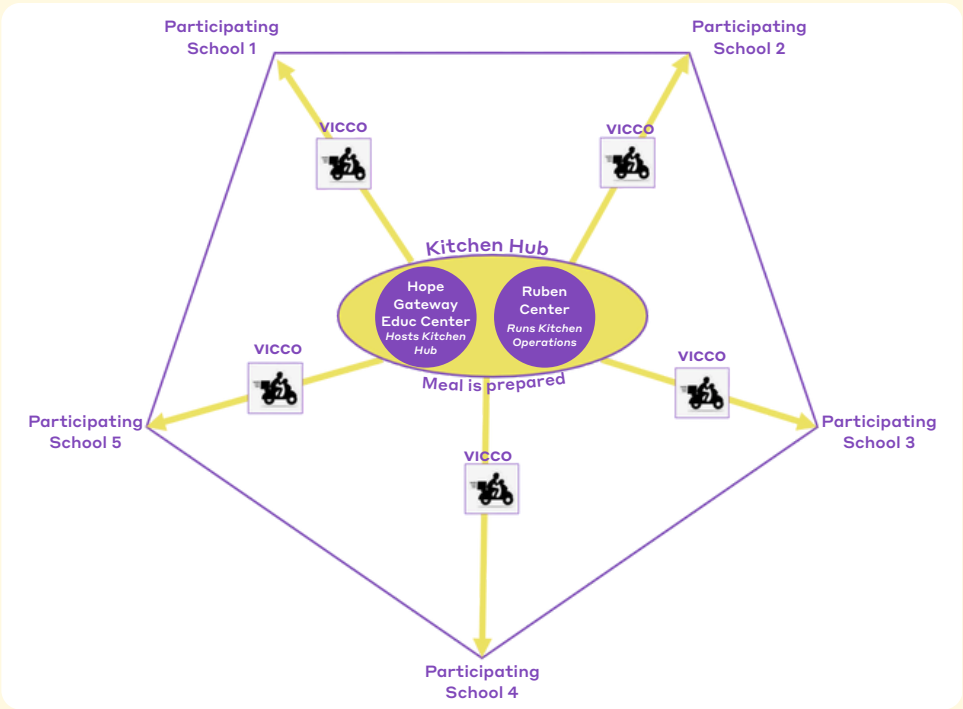 Participating
School 1
Participating
School 2
VICCO
VICCO
Kitchen Hub
Hope
Gateway
Educ Center
Hosts Kitchen
Hub
Ruben
Center
Runs Kitchen
Operations
Meal is prepared
VICCO
VICCO
Participating
School 5
Participating
School 3
VICCO
Participating
School 4